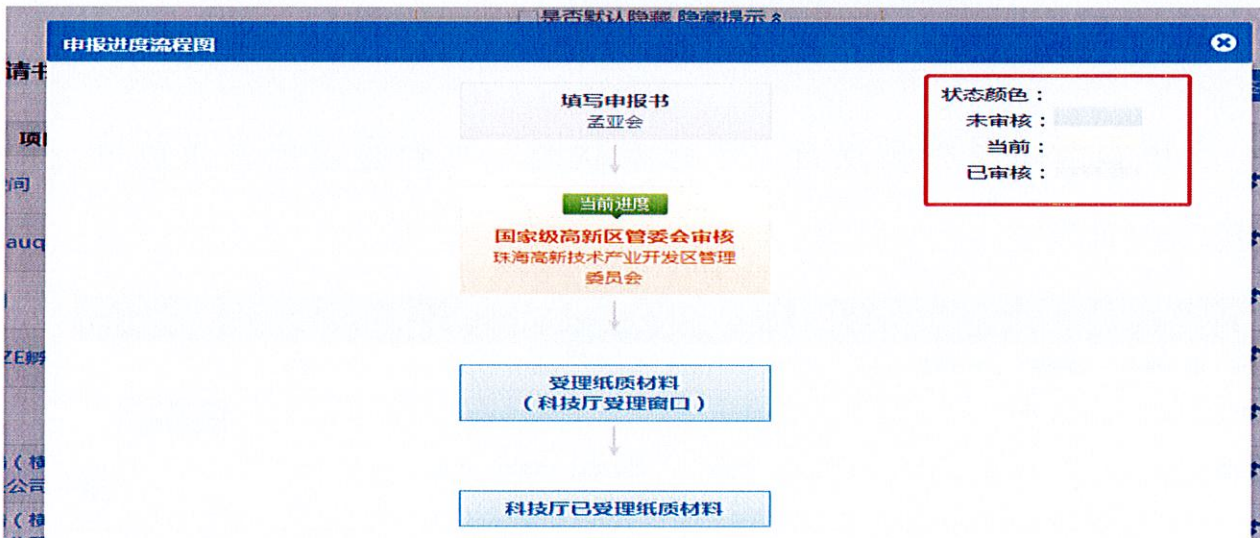 是否默认隐藏 隐藏提示
申报进度流程图
请书
填写申报书
孟亚会
状态颜色：
未审核：
当前：
已审核：
项
间
当前进度
国家级高新区管委会审核
珠海高新技术产业开发区管理
委员会
auq
ZE孵
受理纸质材料
（科技厅受理窗口）
（横
公司
科技厅已受理纸质材料
（横